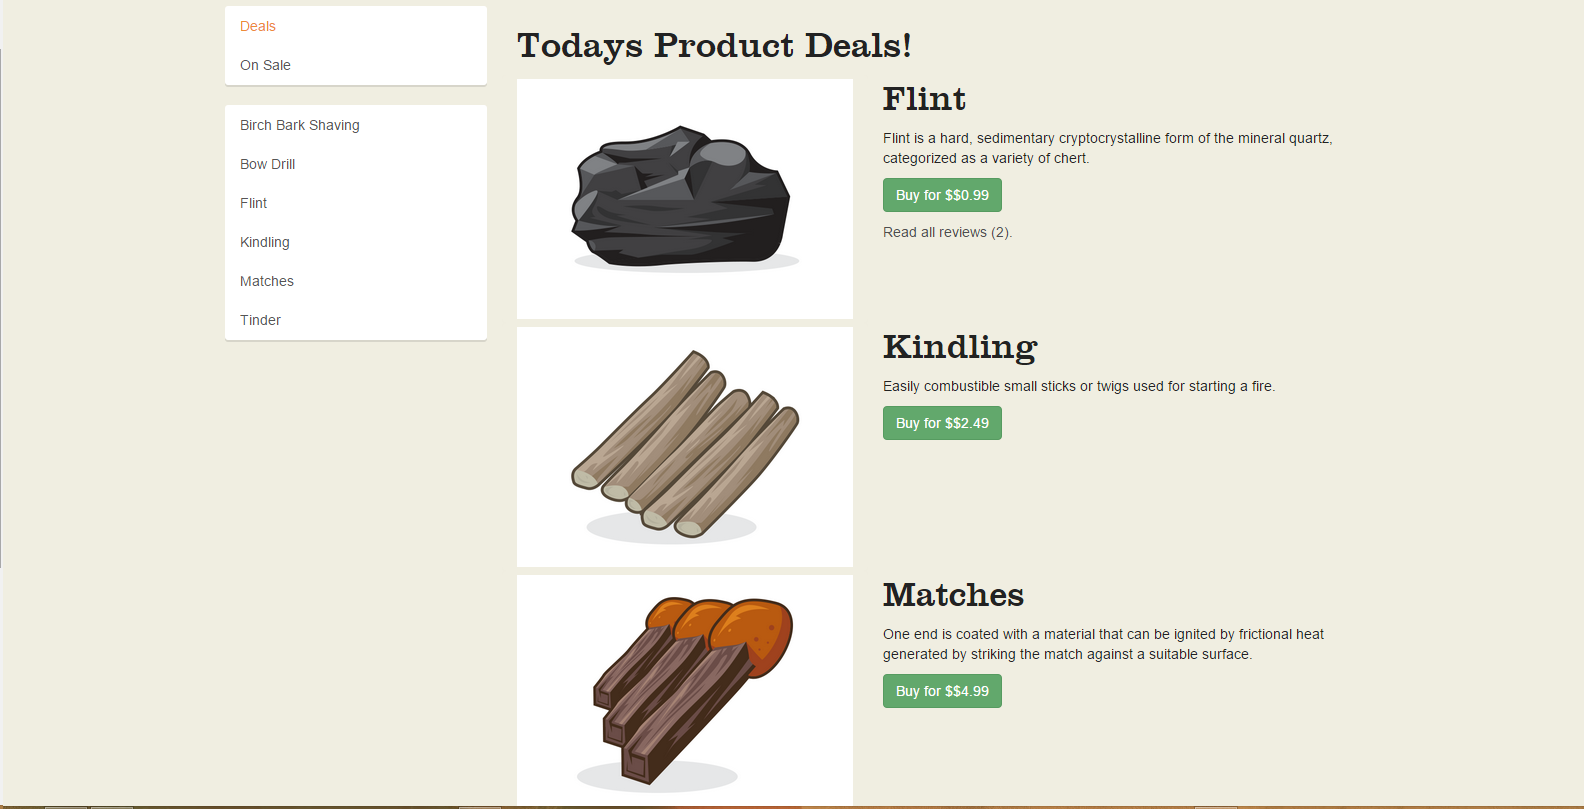 Deals
On Sale
Birch Bark Shaving
Bow Drill
Flint
Kindling
Matches
Tinder
Todays Product Deals!
Flint
Flint is a hard, sedimentary cryptocrystalline form of the mineral quartz,
categorized as a variety of chert.
Buy for $$0.99
Read all reviews (2).
Kindling
Easily combustible small sticks or twigs used for starting a fire.
Buy for $$2.49
Matches
One end is coated with a material that can be ignited by frictional heat
generated by striking the match against a suitable surface.
Buy for $$4.99